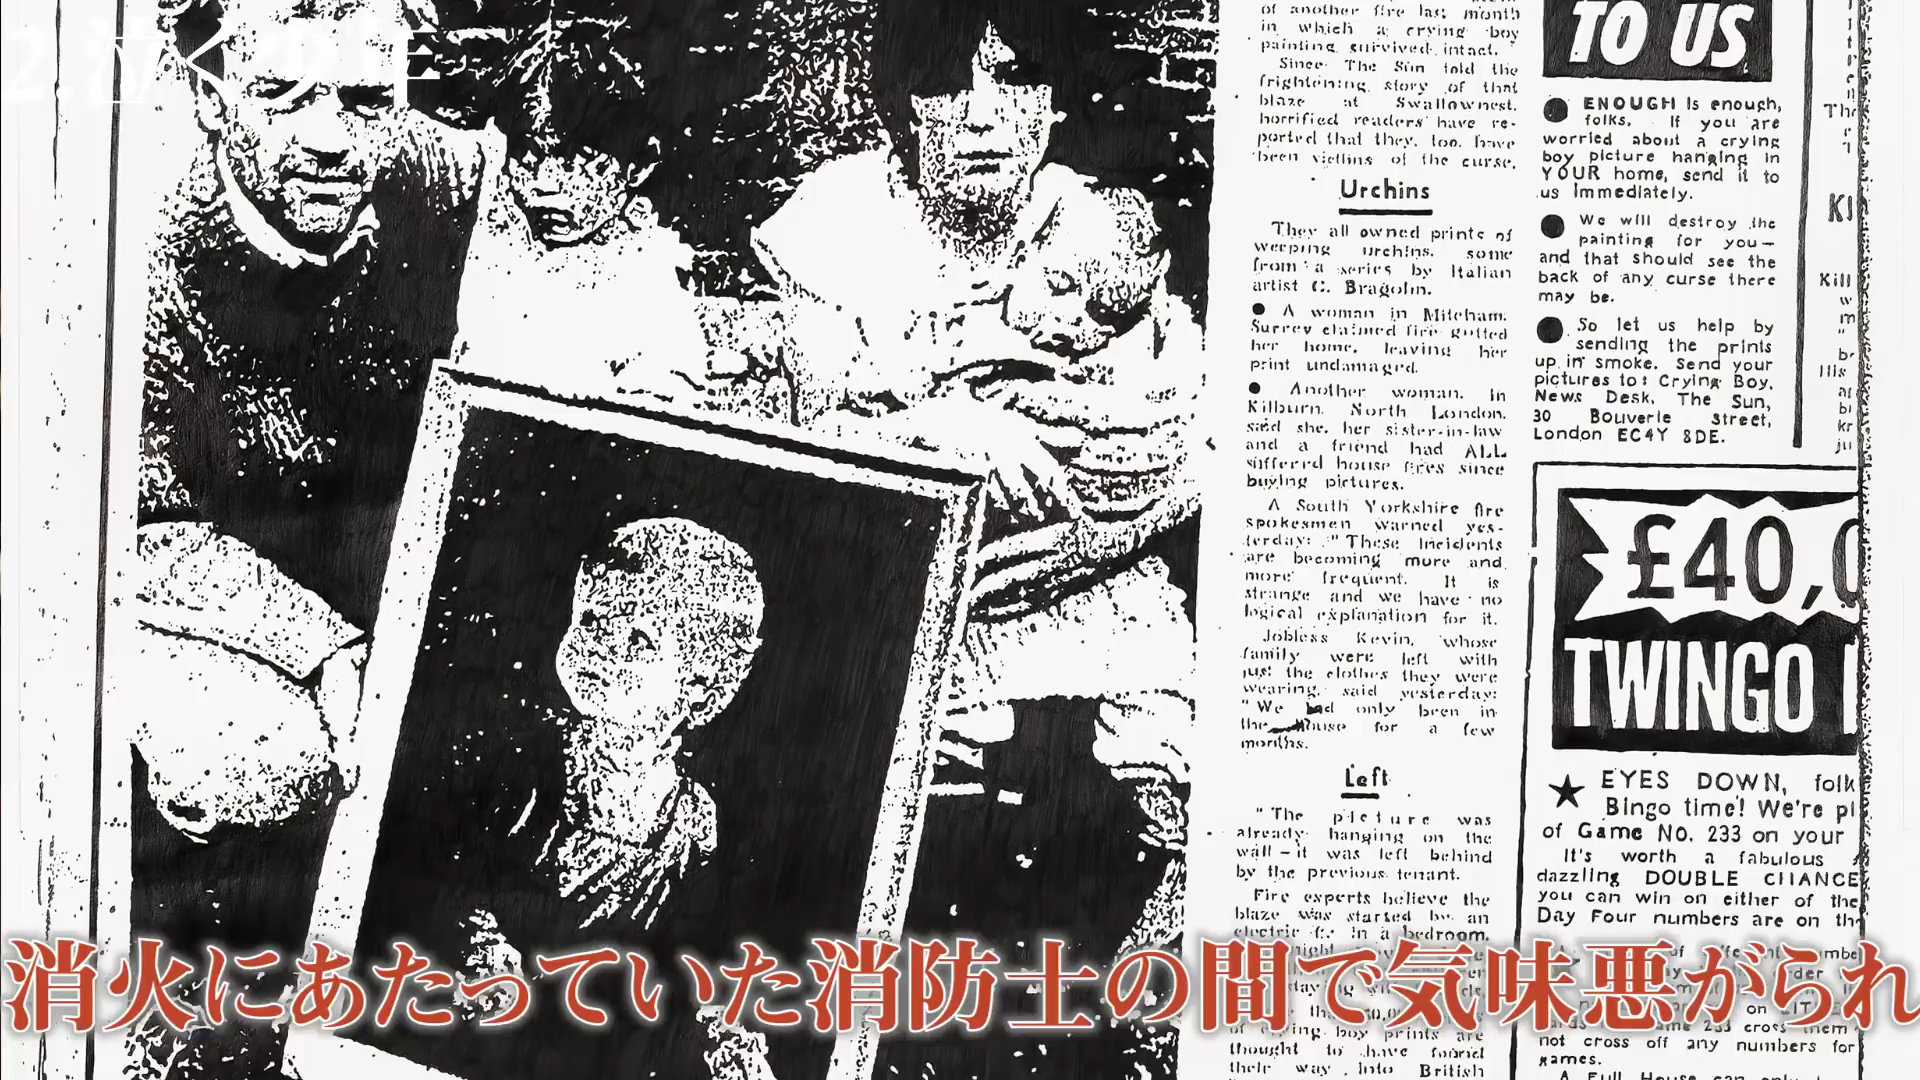 2.泣く少年
of another fire last month
in which a crying boy
painting survived intact.
Since The Sun told the
frightening story of that
blaze at Swallownest,
horrified readers have re-
ported that they, too, have
been victims of the curse.
Urchins
They all owned prints of
weeping urchins, some
from a series by Italian
artist G. Bragolin.
● A woman in Mitcham,
Surrey claimed fire gutted
her home, leaving her
print undamaged.
● Another woman, in
Kilburn, North London,
said she, her sister-in-law
and a friend had ALL
suffered house fires since
buying pictures.
A South Yorkshire fire
spokesmen warned yes-
terday: "These incidents
are becoming more and
more frequent. It is
strange and we have no
logical explanation for it.
Jobless Kevin, whose
family were left with
just the clothes they were
wearing, said yesterday:
"We had only been in
the house for a few
months.
Left
"The picture was
already hanging on the
wall—it was left behind
by the previous tenant.
Fire experts believe the
blaze was started by an
electric in a bedroom.
of crying boy prints are
thought to have found
their way into British
TO US
● ENOUGH is enough,
folks. If you are
worried about a crying
boy picture hanging in
YOUR home, send it to
us immediately.
● We will destroy the
painting for you—
and that should see the
back of any curse there
may be.
● So let us help by
sending the prints
up in smoke. Send your
pictures to: Crying Boy,
News Desk, The Sun,
30 Bouverie Street,
London EC4Y 8DE.
£40,0
TWINGO
★ EYES DOWN, folk
Bingo time! We're pl
of Game No. 233 on your
It's worth a fabulous
dazzling DOUBLE CHANCE
you can win on either of the
Day Four numbers are on th
not cross off any numbers for
games.
A Full House can only
Kill
消火にあたっていた消防士の間で気味悪がられ